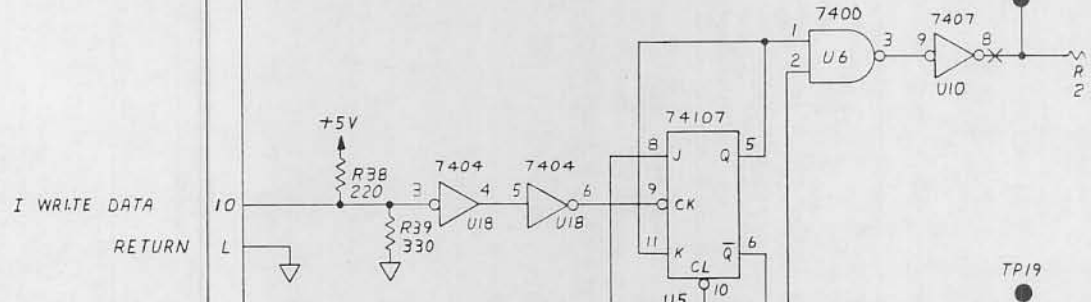 7400
7407
1
2
U6
3
9
8
U10
R
2
74107
8
J
Q
5
9
CK
11
K
Q̅
6
CL
10
U5
+5V
R38
220
7404
3
4
U18
7404
5
6
U18
I WRITE DATA
10
R39
330
RETURN
L
TP19